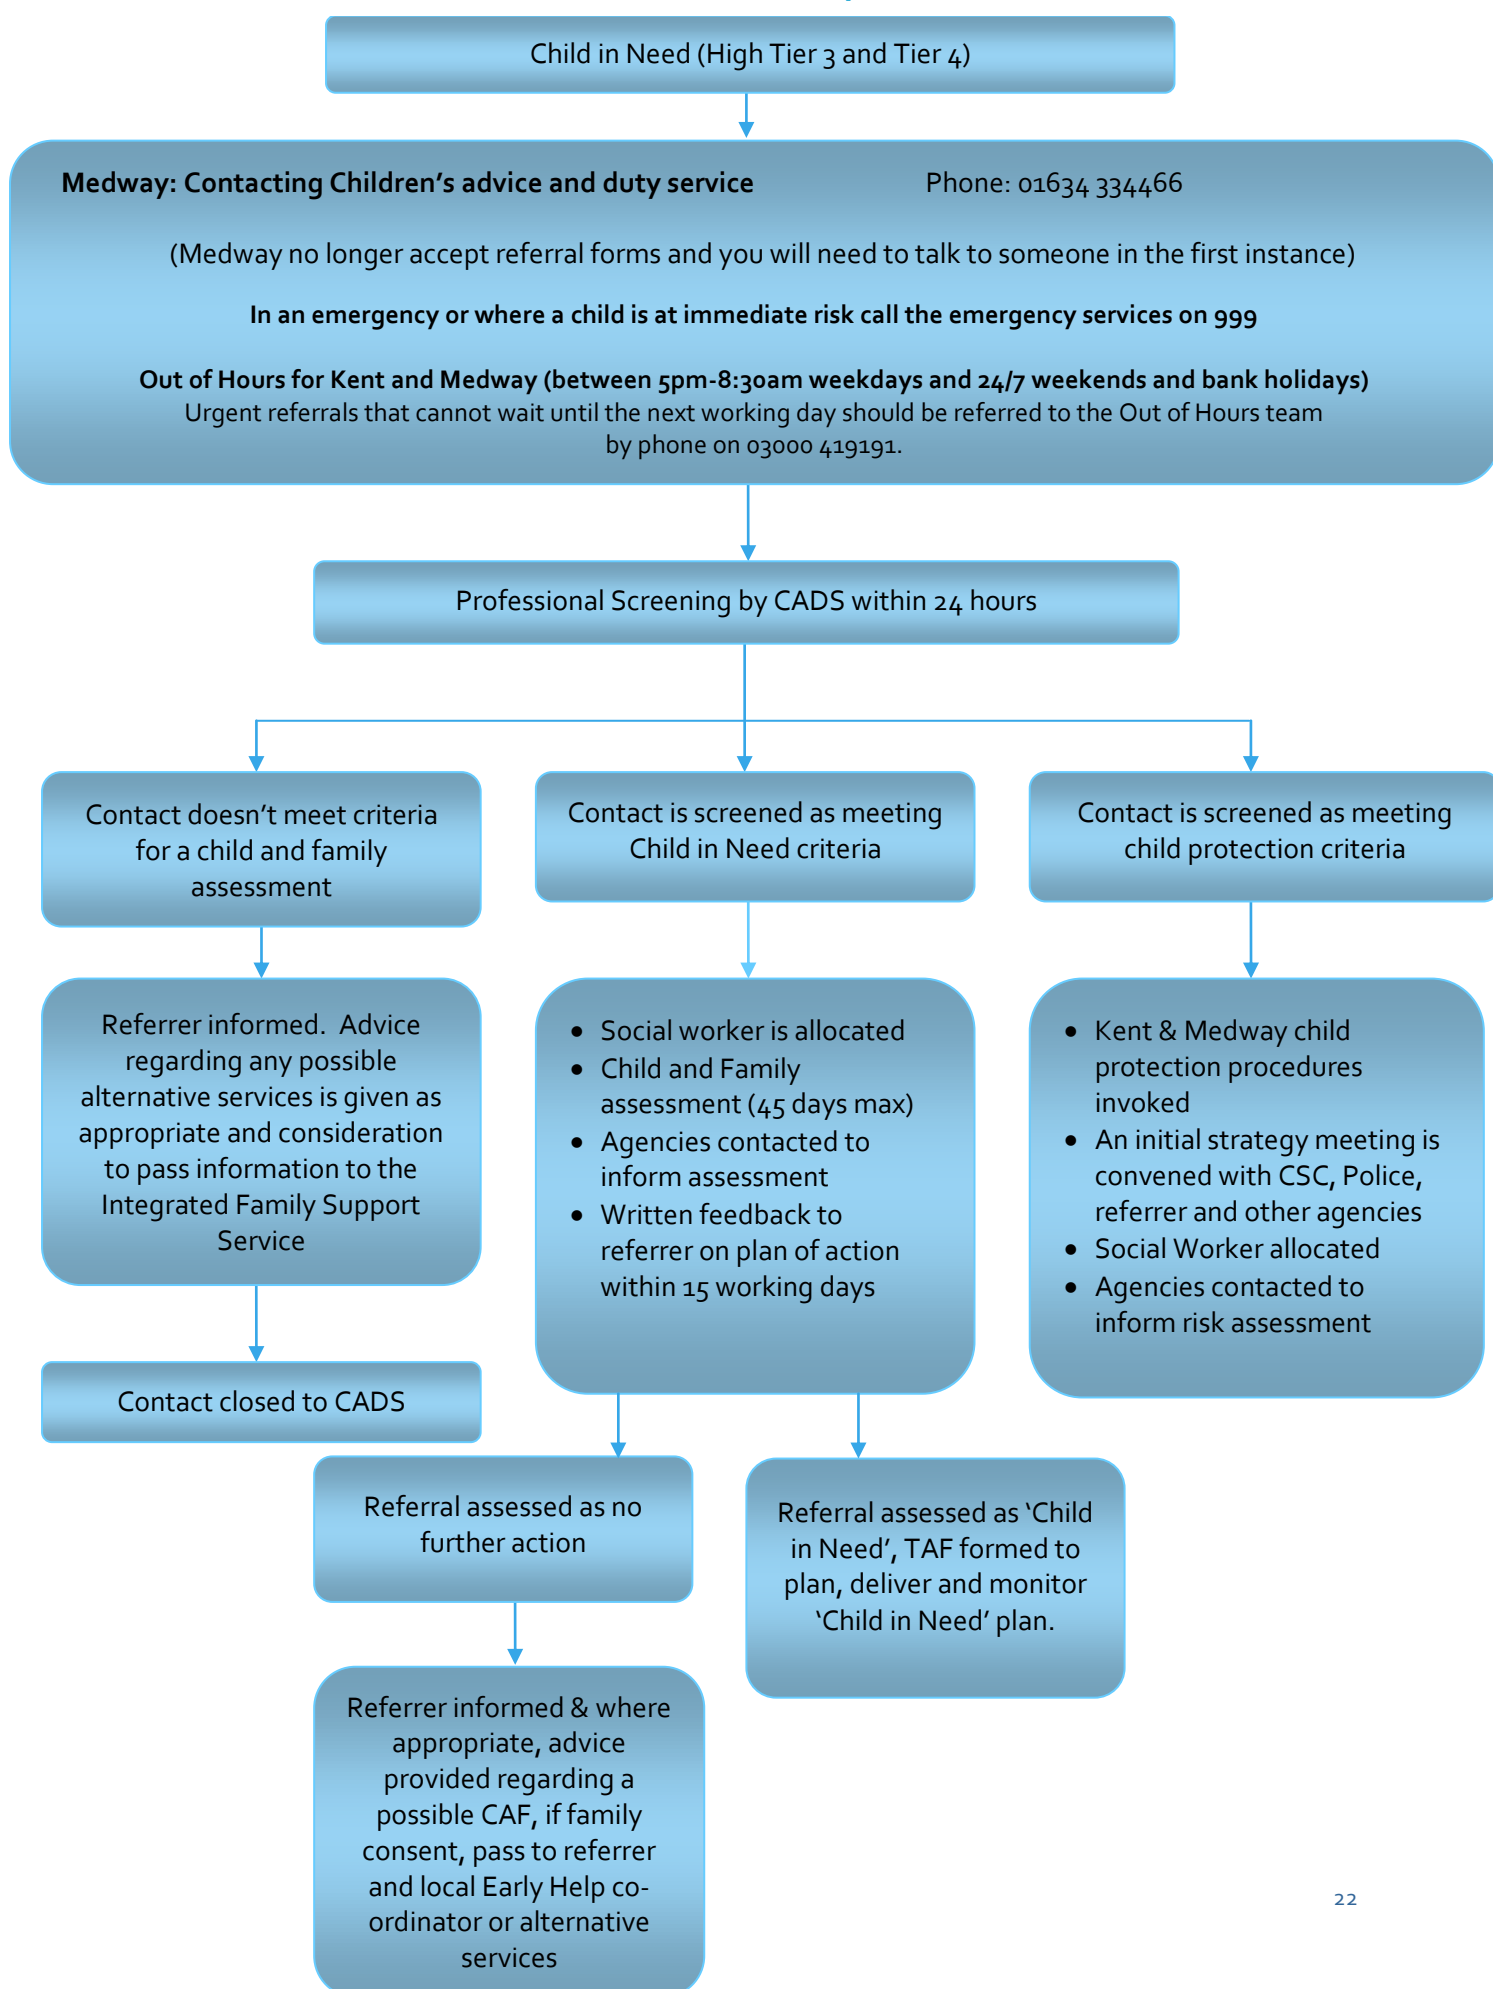 Child in Need (High Tier 3 and Tier 4)
Medway: Contacting Children’s advice and duty service Phone: 01634 334466
(Medway no longer accept referral forms and you will need to talk to someone in the first instance)
In an emergency or where a child is at immediate risk call the emergency services on 999
Out of Hours for Kent and Medway (between 5pm-8:30am weekdays and 24/7 weekends and bank holidays)
Urgent referrals that cannot wait until the next working day should be referred to the Out of Hours team
by phone on 03000 419191.
Professional Screening by CADS within 24 hours
Contact doesn’t meet criteria
for a child and family
assessment
Contact is screened as meeting
Child in Need criteria
Contact is screened as meeting
child protection criteria
Referrer informed.  Advice
regarding any possible
alternative services is given as
appropriate and consideration
to pass information to the
Integrated Family Support
Service
• Social worker is allocated
• Child and Family
assessment (45 days max)
• Agencies contacted to
inform assessment
• Written feedback to
referrer on plan of action
within 15 working days
• Kent & Medway child
protection procedures
invoked
• An initial strategy meeting is
convened with CSC, Police,
referrer and other agencies
• Social Worker allocated
• Agencies contacted to
inform risk assessment
Contact closed to CADS
Referral assessed as no
further action
Referral assessed as ‘Child
in Need’, TAF formed to
plan, deliver and monitor
‘Child in Need’ plan.
Referrer informed & where
appropriate, advice
provided regarding a
possible CAF, if family
consent, pass to referrer
and local Early Help co-
ordinator or alternative
services
22